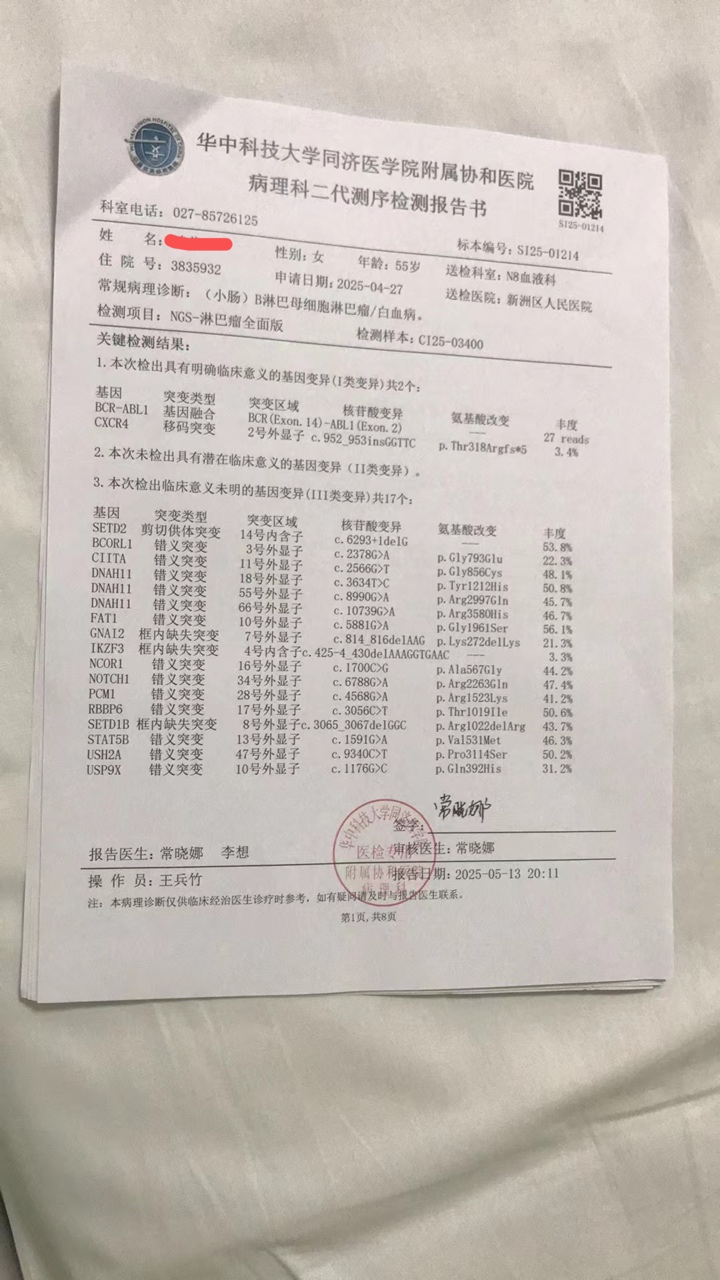 华中科技大学同济医学院附属协和医院
病理科二代测序检测报告书
SI25-01214
科室电话: 027-85726125
标本编号: SI25-01214
姓 名: 性别: 女 年龄: 55岁 送检科室: N8血液科
住 院 号: 3835932 申请日期: 2025-04-27 送检医院: 新洲区人民医院
常规病理诊断: (小肠) B淋巴母细胞淋巴瘤/白血病。
检测项目: NGS-淋巴瘤全面版 检测样本: CI25-03400
关键检测结果:
1. 本次检出具有明确临床意义的基因变异(I类变异)共2个:
基因 突变类型 突变区域 核苷酸变异 氨基酸改变 丰度
BCR-ABL1 基因融合 BCR(Exon.14)-ABL1(Exon.2) —— 27 reads
CXCR4 移码突变 2号外显子 c.952_953insGGTTC p.Thr318Argfs*5 3.4%
2. 本次未检出具有潜在临床意义的基因变异(II类变异)。
3. 本次检出临床意义未明的基因变异(III类变异)共17个:
基因 突变类型 突变区域 核苷酸变异 氨基酸改变 丰度
SETD2 剪切供体突变 14号内含子 c.6293+1delG —— 53.8%
BCORL1 错义突变 3号外显子 c.2378G>A p.Gly793Glu 22.3%
CIITA 错义突变 11号外显子 c.2566G>T p.Gly856Cys 48.1%
DNAH11 错义突变 18号外显子 c.3634T>C p.Tyr1212His 50.8%
DNAH11 错义突变 55号外显子 c.8990G>A p.Arg2997Gln 45.7%
DNAH11 错义突变 66号外显子 c.10739G>A p.Arg3580His 46.7%
FAT1 错义突变 10号外显子 c.5881G>A p.Gly1961Ser 56.1%
GNAI2 框内缺失突变 7号外显子 c.814_816delAAG p.Lys272delLys 21.3%
IKZF3 框内缺失突变 4号内含子c.425-4_430delAAAGGTGAAC —— 3.3%
NCOR1 错义突变 16号外显子 c.1700C>G p.Ala567Gly 44.2%
NOTCH1 错义突变 34号外显子 c.6788G>A p.Arg2263Gln 47.4%
PCM1 错义突变 28号外显子 c.4568G>A p.Arg1523Lys 41.2%
RBBP6 错义突变 17号外显子 c.3056C>T p.Thr1019Ile 50.6%
SETD1B 框内缺失突变 8号外显子c.3065_3067delGGC p.Arg1022delArg 43.7%
STAT5B 错义突变 13号外显子 c.1591G>A p.Val531Met 46.3%
USH2A 错义突变 47号外显子 c.9340C>T p.Pro3114Ser 50.2%
USP9X 错义突变 10号外显子 c.1176G>C p.Gln392His 31.2%
签字: 常晓娜
报告医生: 常晓娜 李想 审核医生: 常晓娜
操 作 员: 王兵竹 报告日期: 2025-05-13 20:11
华中科技大学同济医学院
医检专用
附属协和医院
病理科
注: 本病理诊断仅供临床经治医生诊疗时参考, 如有疑问请及时与报告医生联系。
第1页,共8页